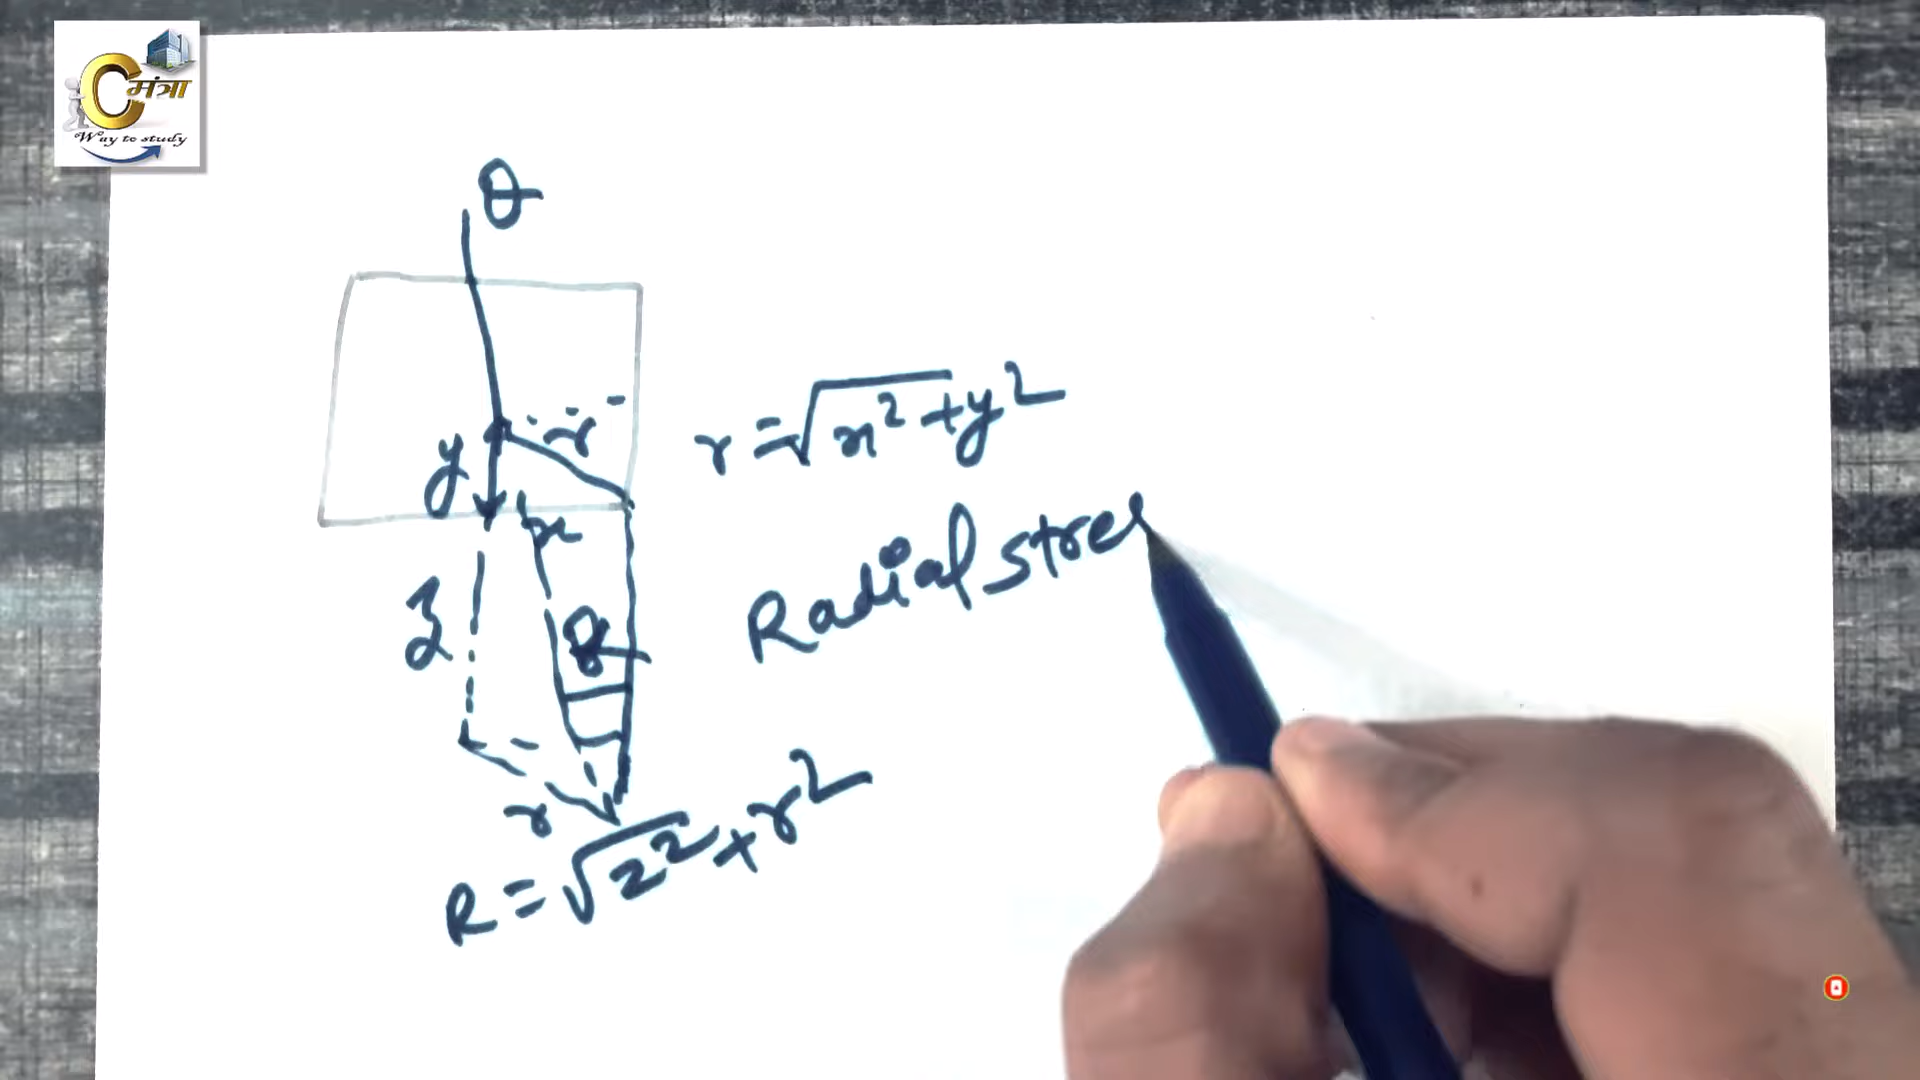 C मंत्रा
Way to study
Q
r
y
x
r = √x² + y²
Radial stres
z
β
r
R = √z² + r²